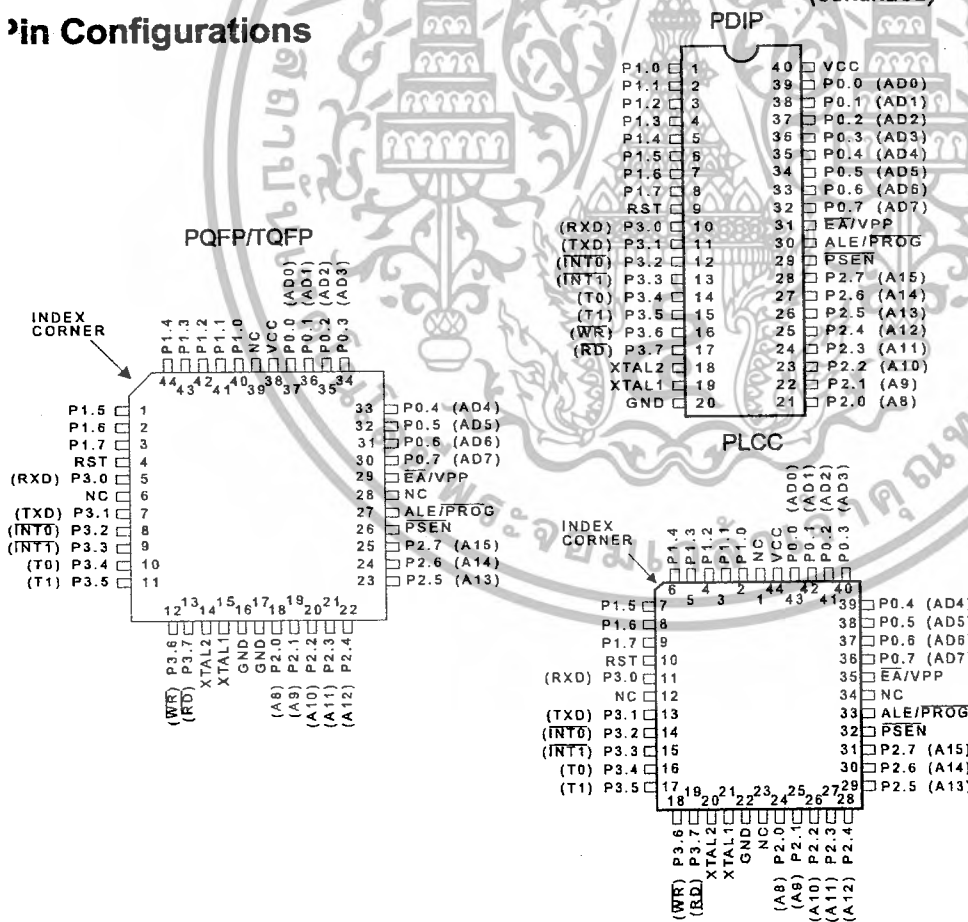 Pin Configurations
PDIP
P1.0 1 40 VCC
P1.1 2 39 P0.0 (AD0)
P1.2 3 38 P0.1 (AD1)
P1.3 4 37 P0.2 (AD2)
P1.4 5 36 P0.3 (AD3)
P1.5 6 35 P0.4 (AD4)
P1.6 7 34 P0.5 (AD5)
P1.7 8 33 P0.6 (AD6)
RST 9 32 P0.7 (AD7)
(RXD) P3.0 10 31 EA/VPP
(TXD) P3.1 11 30 ALE/PROG
(INT0) P3.2 12 29 PSEN
(INT1) P3.3 13 28 P2.7 (A15)
(T0) P3.4 14 27 P2.6 (A14)
(T1) P3.5 15 26 P2.5 (A13)
(WR) P3.6 16 25 P2.4 (A12)
(RD) P3.7 17 24 P2.3 (A11)
XTAL2 18 23 P2.2 (A10)
XTAL1 19 22 P2.1 (A9)
GND 20 21 P2.0 (A8)
PQFP/TQFP
INDEX
CORNER
P1.4 P1.3 P1.2 P1.1 P1.0 NC VCC P0.0 (AD0) P0.1 (AD1) P0.2 (AD2) P0.3 (AD3)
44 43 42 41 40 39 38 37 36 35 34
P1.5 1 33 P0.4 (AD4)
P1.6 2 32 P0.5 (AD5)
P1.7 3 31 P0.6 (AD6)
RST 4 30 P0.7 (AD7)
(RXD) P3.0 5 29 EA/VPP
NC 6 28 NC
(TXD) P3.1 7 27 ALE/PROG
(INT0) P3.2 8 26 PSEN
(INT1) P3.3 9 25 P2.7 (A15)
(T0) P3.4 10 24 P2.6 (A14)
(T1) P3.5 11 23 P2.5 (A13)
12 13 14 15 16 17 18 19 20 21 22
(WR) P3.6 (RD) P3.7 XTAL2 XTAL1 GND GND (A8) P2.0 (A9) P2.1 (A10) P2.2 (A11) P2.3 (A12) P2.4
PLCC
INDEX
CORNER
P1.4 P1.3 P1.2 P1.1 P1.0 NC VCC P0.0 (AD0) P0.1 (AD1) P0.2 (AD2) P0.3 (AD3)
6 5 4 3 2 1 44 43 42 41 40
P1.5 7 39 P0.4 (AD4)
P1.6 8 38 P0.5 (AD5)
P1.7 9 37 P0.6 (AD6
RST 10 36 P0.7 (AD7
(RXD) P3.0 11 35 EA/VPP
NC 12 34 NC
(TXD) P3.1 13 33 ALE/PROG
(INT0) P3.2 14 32 PSEN
(INT1) P3.3 15 31 P2.7 (A15)
(T0) P3.4 16 30 P2.6 (A14)
(T1) P3.5 17 29 P2.5 (A13)
18 19 20 21 22 23 24 25 26 27 28
(WR) P3.6 (RD) P3.7 XTAL2 XTAL1 GND NC (A8) P2.0 (A9) P2.1 (A10) P2.2 (A11) P2.3 (A12) P2.4